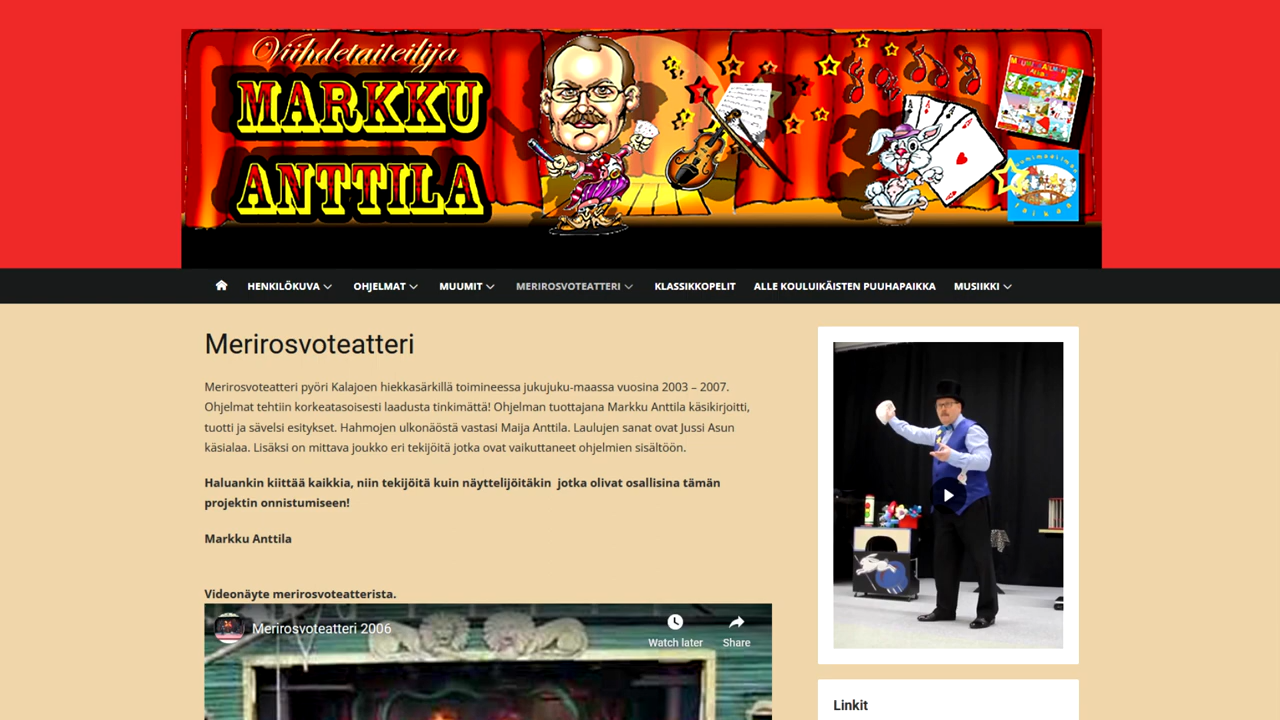 Viihdetaiteilija
MARKKU
ANTTILA
HENKILÖKUVA
OHJELMAT
MUUMIT
MERIROSVOTEATTERI
KLASSIKKOPELIT
ALLE KOULUIKÄISTEN PUUHAPAIKKA
MUSIIKKI
Merirosvoteatteri
Merirosvoteatteri pyöri Kalajoen hiekkasärkillä toimineessa jukujuku-maassa vuosina 2003 – 2007.
Ohjelmat tehtiin korkeatasoisesti laadusta tinkimättä! Ohjelman tuottajana Markku Anttila käsikirjoitti,
tuotti ja sävelsi esitykset. Hahmojen ulkonäöstä vastasi Maija Anttila. Laulujen sanat ovat Jussi Asun
käsialaa. Lisäksi on mittava joukko eri tekijöitä jotka ovat vaikuttaneet ohjelmien sisältöön.
Haluankin kiittää kaikkia, niin tekijöitä kuin näyttelijöitäkin jotka olivat osallisina tämän
projektin onnistumiseen!
Markku Anttila
Videonäyte merirosvoteatterista.
Merirosvoteatteri 2006
Watch later
Share
Linkit